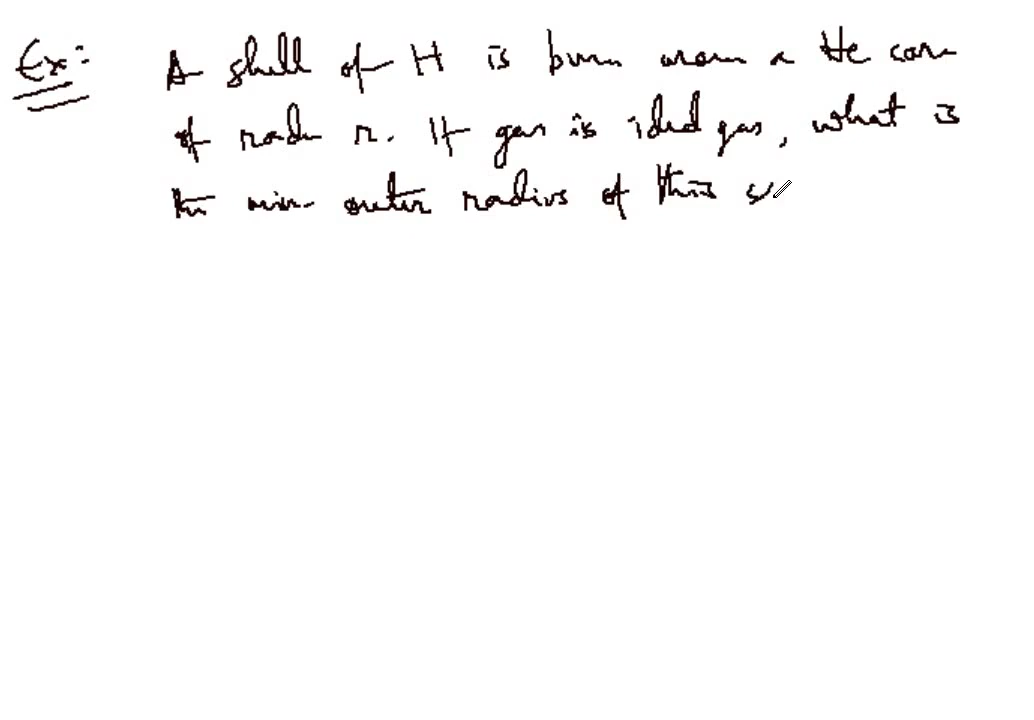 Ex: A shell of H is burn aroun a He core
of radu r. If gas is ideal gas, what is
the min. outer radius of this s